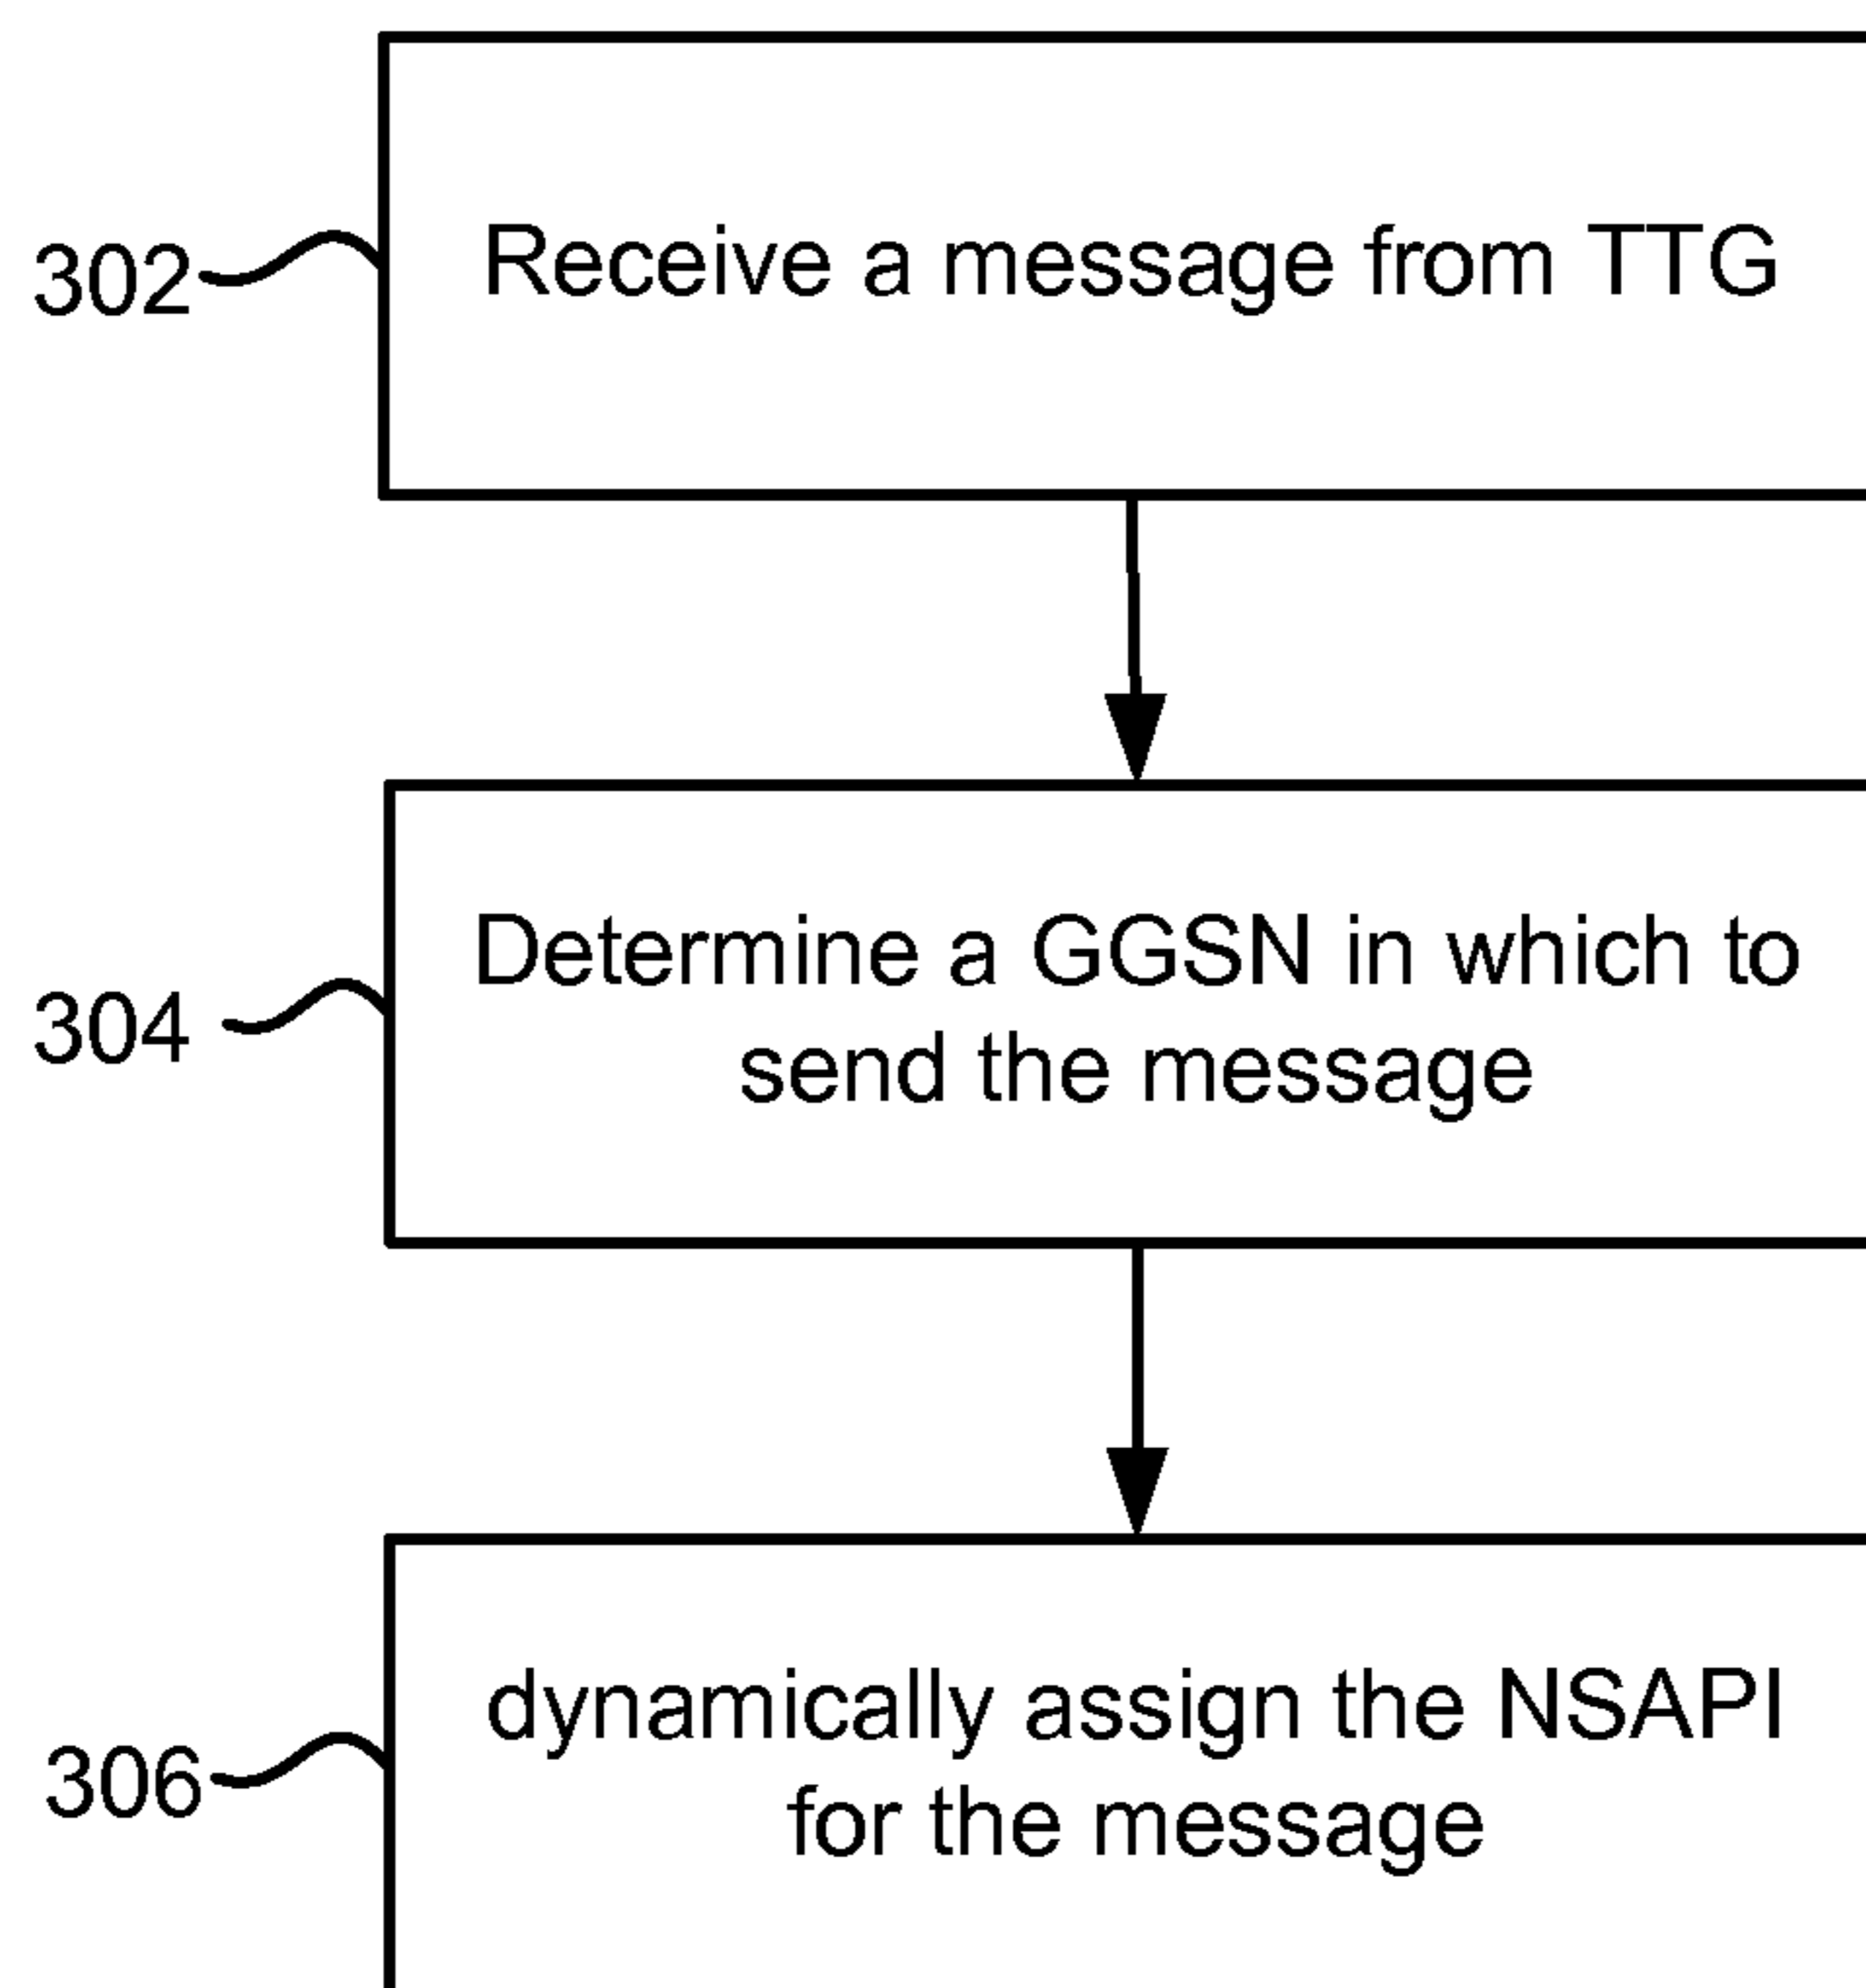 302
Receive a message from TTG
304
Determine a GGSN in which to
send the message
306
dynamically assign the NSAPI
for the message